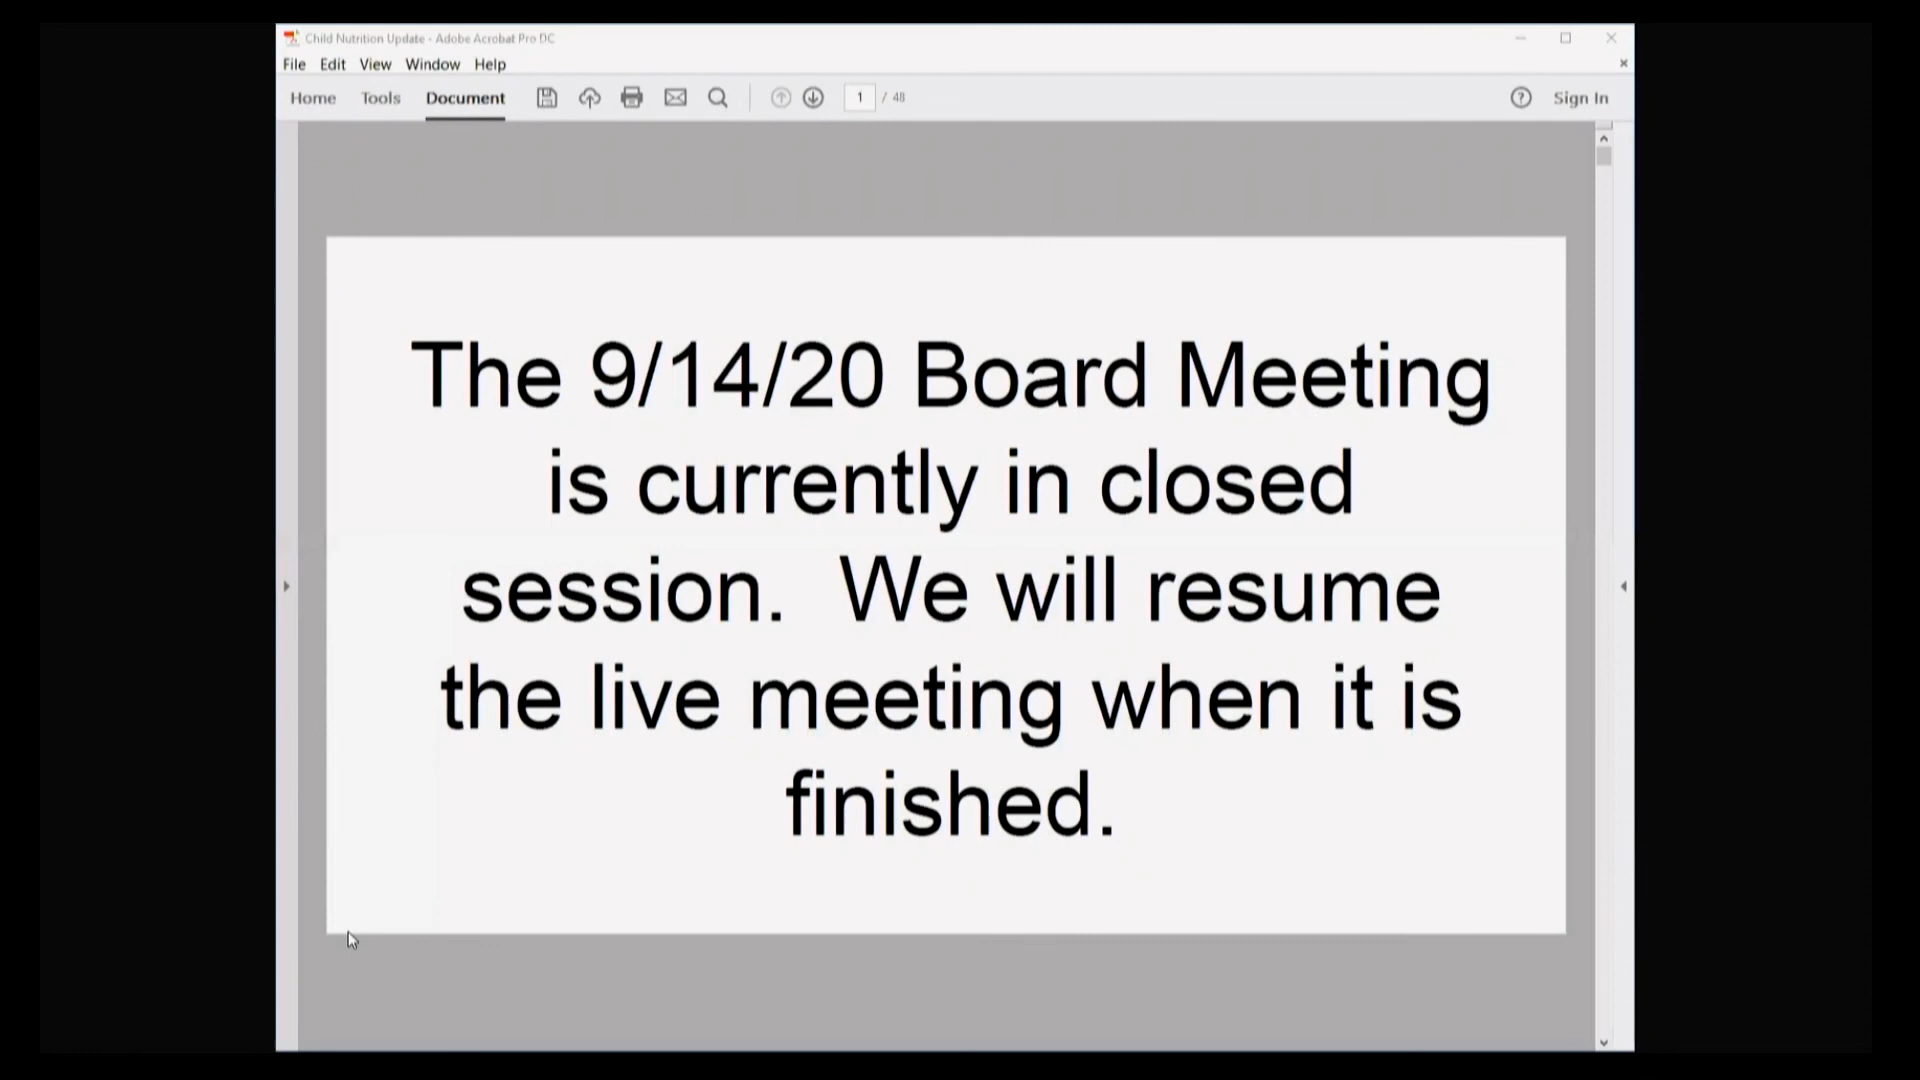 Child Nutrition Update - Adobe Acrobat Pro DC
File Edit View Window Help
Home Tools Document 1 / 48 Sign In
The 9/14/20 Board Meeting
is currently in closed
session.  We will resume
the live meeting when it is
finished.